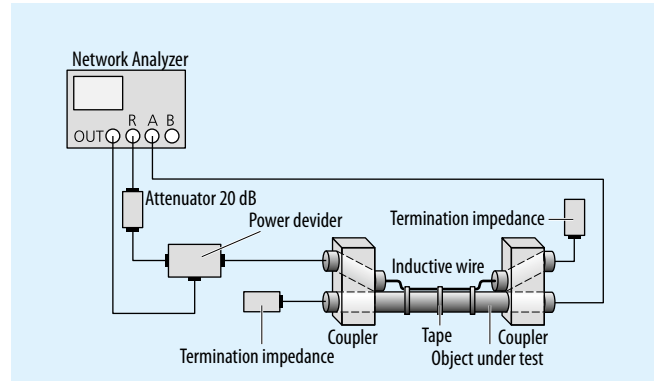 Network Analyzer
R A B
OUT
Attenuator 20 dB
Power devider
Termination impedance
Inductive wire
Coupler
Tape
Coupler
Termination impedance
Object under test